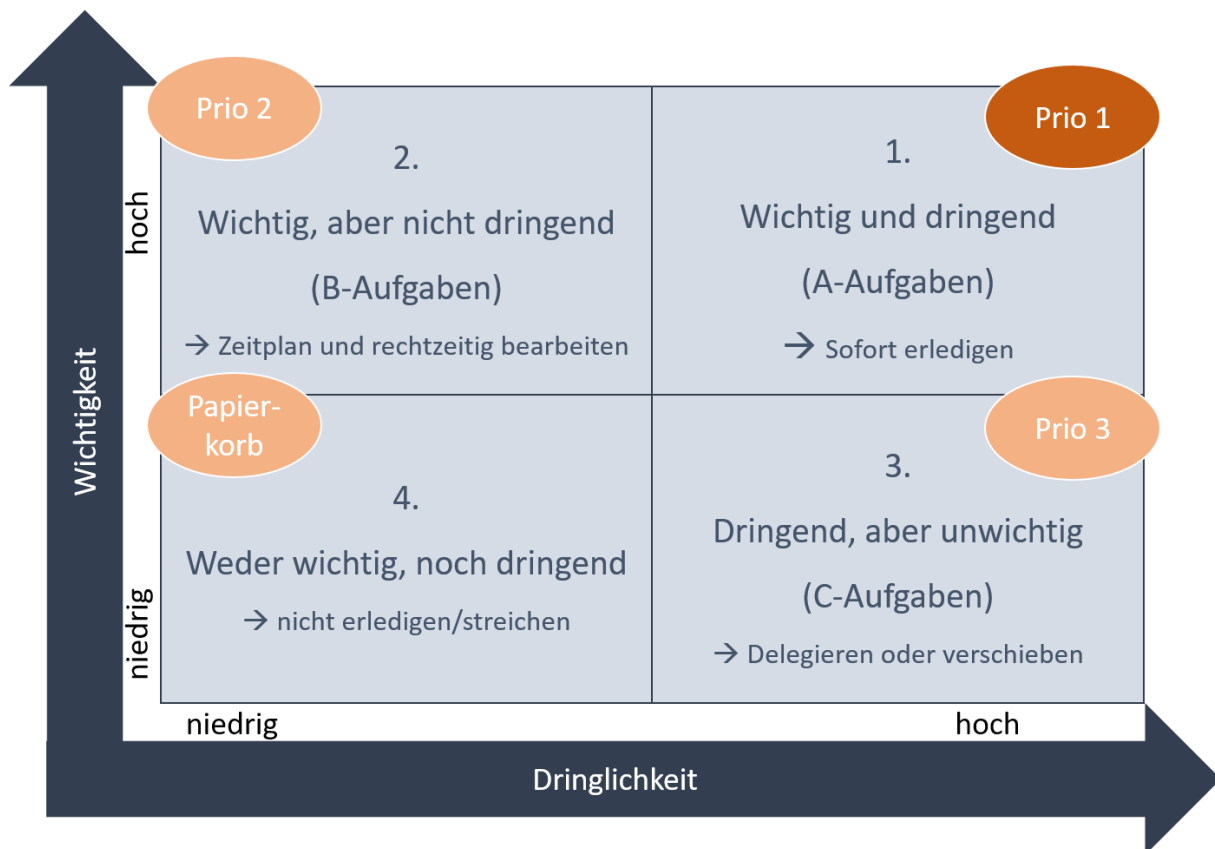 Prio 2
2.
Wichtig, aber nicht dringend
(B-Aufgaben)
→ Zeitplan und rechtzeitig bearbeiten
Prio 1
1.
Wichtig und dringend
(A-Aufgaben)
→ Sofort erledigen
Papier-
korb
4.
Weder wichtig, noch dringend
→ nicht erledigen/streichen
Prio 3
3.
Dringend, aber unwichtig
(C-Aufgaben)
→ Delegieren oder verschieben
Wichtigkeit
hoch
niedrig
niedrig
hoch
Dringlichkeit